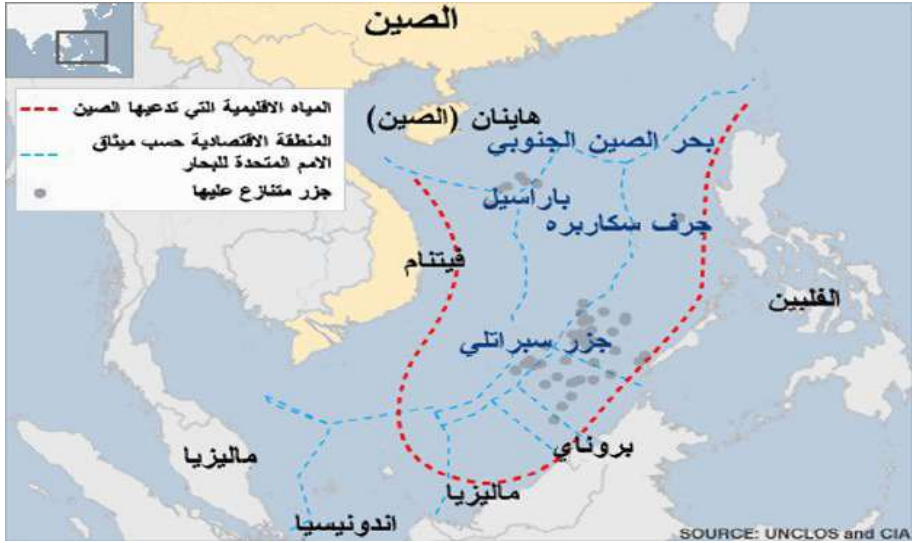 الصين
المياه الاقليمية التي تدعيها الصين
المنطقة الاقتصادية حسب ميثاق
الامم المتحدة للبحار
جزر متنازع عليها
هاينان (الصين)
بحر الصين الجنوبي
باراسيل
جرف سكاربره
فيتنام
الفلبين
جزر سبراتلي
بروناي
ماليزيا
ماليزيا
اندونيسيا
SOURCE: UNCLOS and CIA